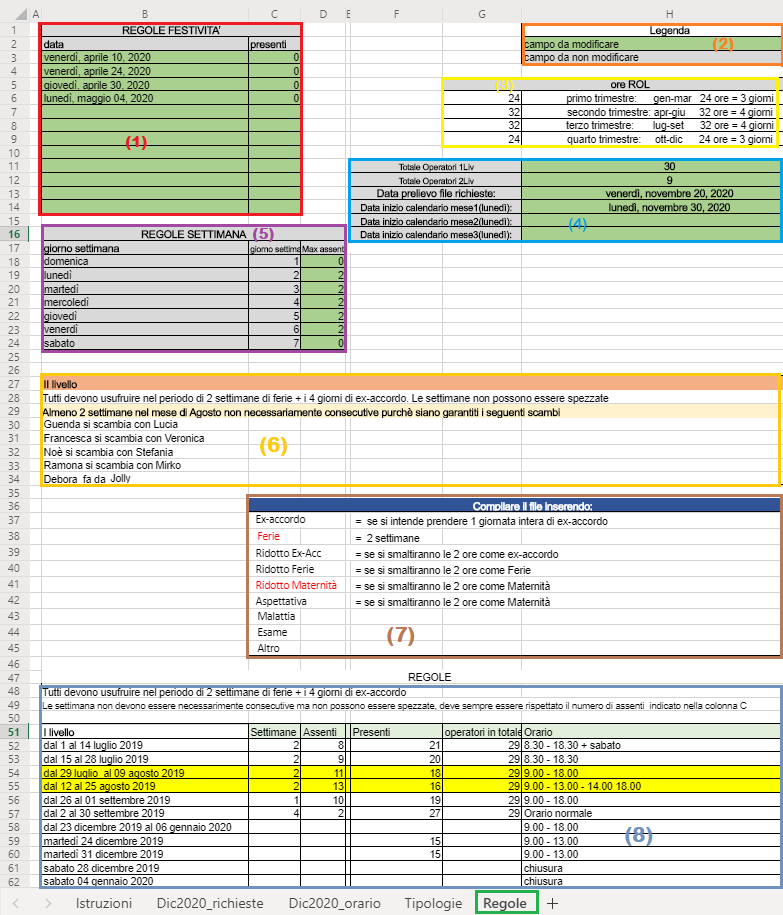 A B C D E F G H
1 REGOLE FESTIVITA' Legenda
2 data presenti campo da modificare (2)
3 venerdì, aprile 10, 2020 0 campo da non modificare
4 venerdì, aprile 24, 2020 0
5 giovedì, aprile 30, 2020 0 (3) ore ROL
6 lunedì, maggio 04, 2020 0 24 primo trimestre: gen-mar 24 ore = 3 giorni
7 32 secondo trimestre: apr-giu 32 ore = 4 giorni
8 32 terzo trimestre: lug-set 32 ore = 4 giorni
9 (1) 24 quarto trimestre: ott-dic 24 ore = 3 giorni
10
11 Totale Operatori 1Liv 30
12 Totale Operatori 2Liv 9
13 Data prelievo file richieste: venerdì, novembre 20, 2020
14 Data inizio calendario mese1(lunedì): lunedì, novembre 30, 2020
15 Data inizio calendario mese2(lunedì): (4)
16 REGOLE SETTIMANA (5) Data inizio calendario mese3(lunedì):
17 giorno settimana giorno settima Max assent
18 domenica 1 0
19 lunedì 2 2
20 martedì 3 2
21 mercoledì 4 2
22 giovedì 5 2
23 venerdì 6 2
24 sabato 7 0
25
26
27 II livello
28 Tutti devono usufruire nel periodo di 2 settimane di ferie + i 4 giorni di ex-accordo. Le settimane non possono essere spezzate
29 Almeno 2 settimane nel mese di Agosto non necessariamente consecutive purchè siano garantiti i seguenti scambi
30 Guenda si scambia con Lucia
31 Francesca si scambia con Veronica (6)
32 Noè si scambia con Stefania
33 Ramona si scambia con Mirko
34 Debora fa da Jolly
35
36 Compilare il file inserendo:
37 Ex-accordo = se si intende prendere 1 giornata intera di ex-accordo
38 Ferie = 2 settimane
39 Ridotto Ex-Acc = se si smaltiranno le 2 ore come ex-accordo
40 Ridotto Ferie = se si smaltiranno le 2 ore come Ferie
41 Ridotto Maternità = se si smaltiranno le 2 ore come Maternità
42 Aspettativa = se si smaltiranno le 2 ore come Maternità
43 Malattia
44 Esame (7)
45 Altro
46
47 REGOLE
48 Tutti devono usufruire nel periodo di 2 settimane di ferie + i 4 giorni di ex-accordo
49 Le settimana non devono essere necessarimente consecutive ma non possono essere spezzate, deve sempre essere rispettato il numero di assenti indicato nella colonna C
50
51 I livello Settimane Assenti Presenti operatori in totale Orario
52 dal 1 al 14 luglio 2019 2 8 21 29 8.30 - 18.30 + sabato
53 dal 15 al 28 luglio 2019 2 9 20 29 8.30 - 18.30
54 dal 29 luglio al 09 agosto 2019 2 11 18 29 9.00 - 18.00
55 dal 12 al 25 agosto 2019 2 13 16 29 9.00 - 13.00 - 14.00 18.00
56 dal 26 al 01 settembre 2019 1 10 19 29 9.00 - 18.00
57 dal 2 al 30 settembre 2019 4 2 27 29 Orario normale
58 dal 23 dicembre 2019 al 06 gennaio 2020 9.00 - 18.00
59 martedì 24 dicembre 2019 15 9.00 - 13.00 (8)
60 martedì 31 dicembre 2019 15 9.00 - 13.00
61 sabato 28 dicembre 2019 chiusura
62 sabato 04 gennaio 2020 chiusura
Istruzioni Dic2020_richieste Dic2020_orario Tipologie Regole +